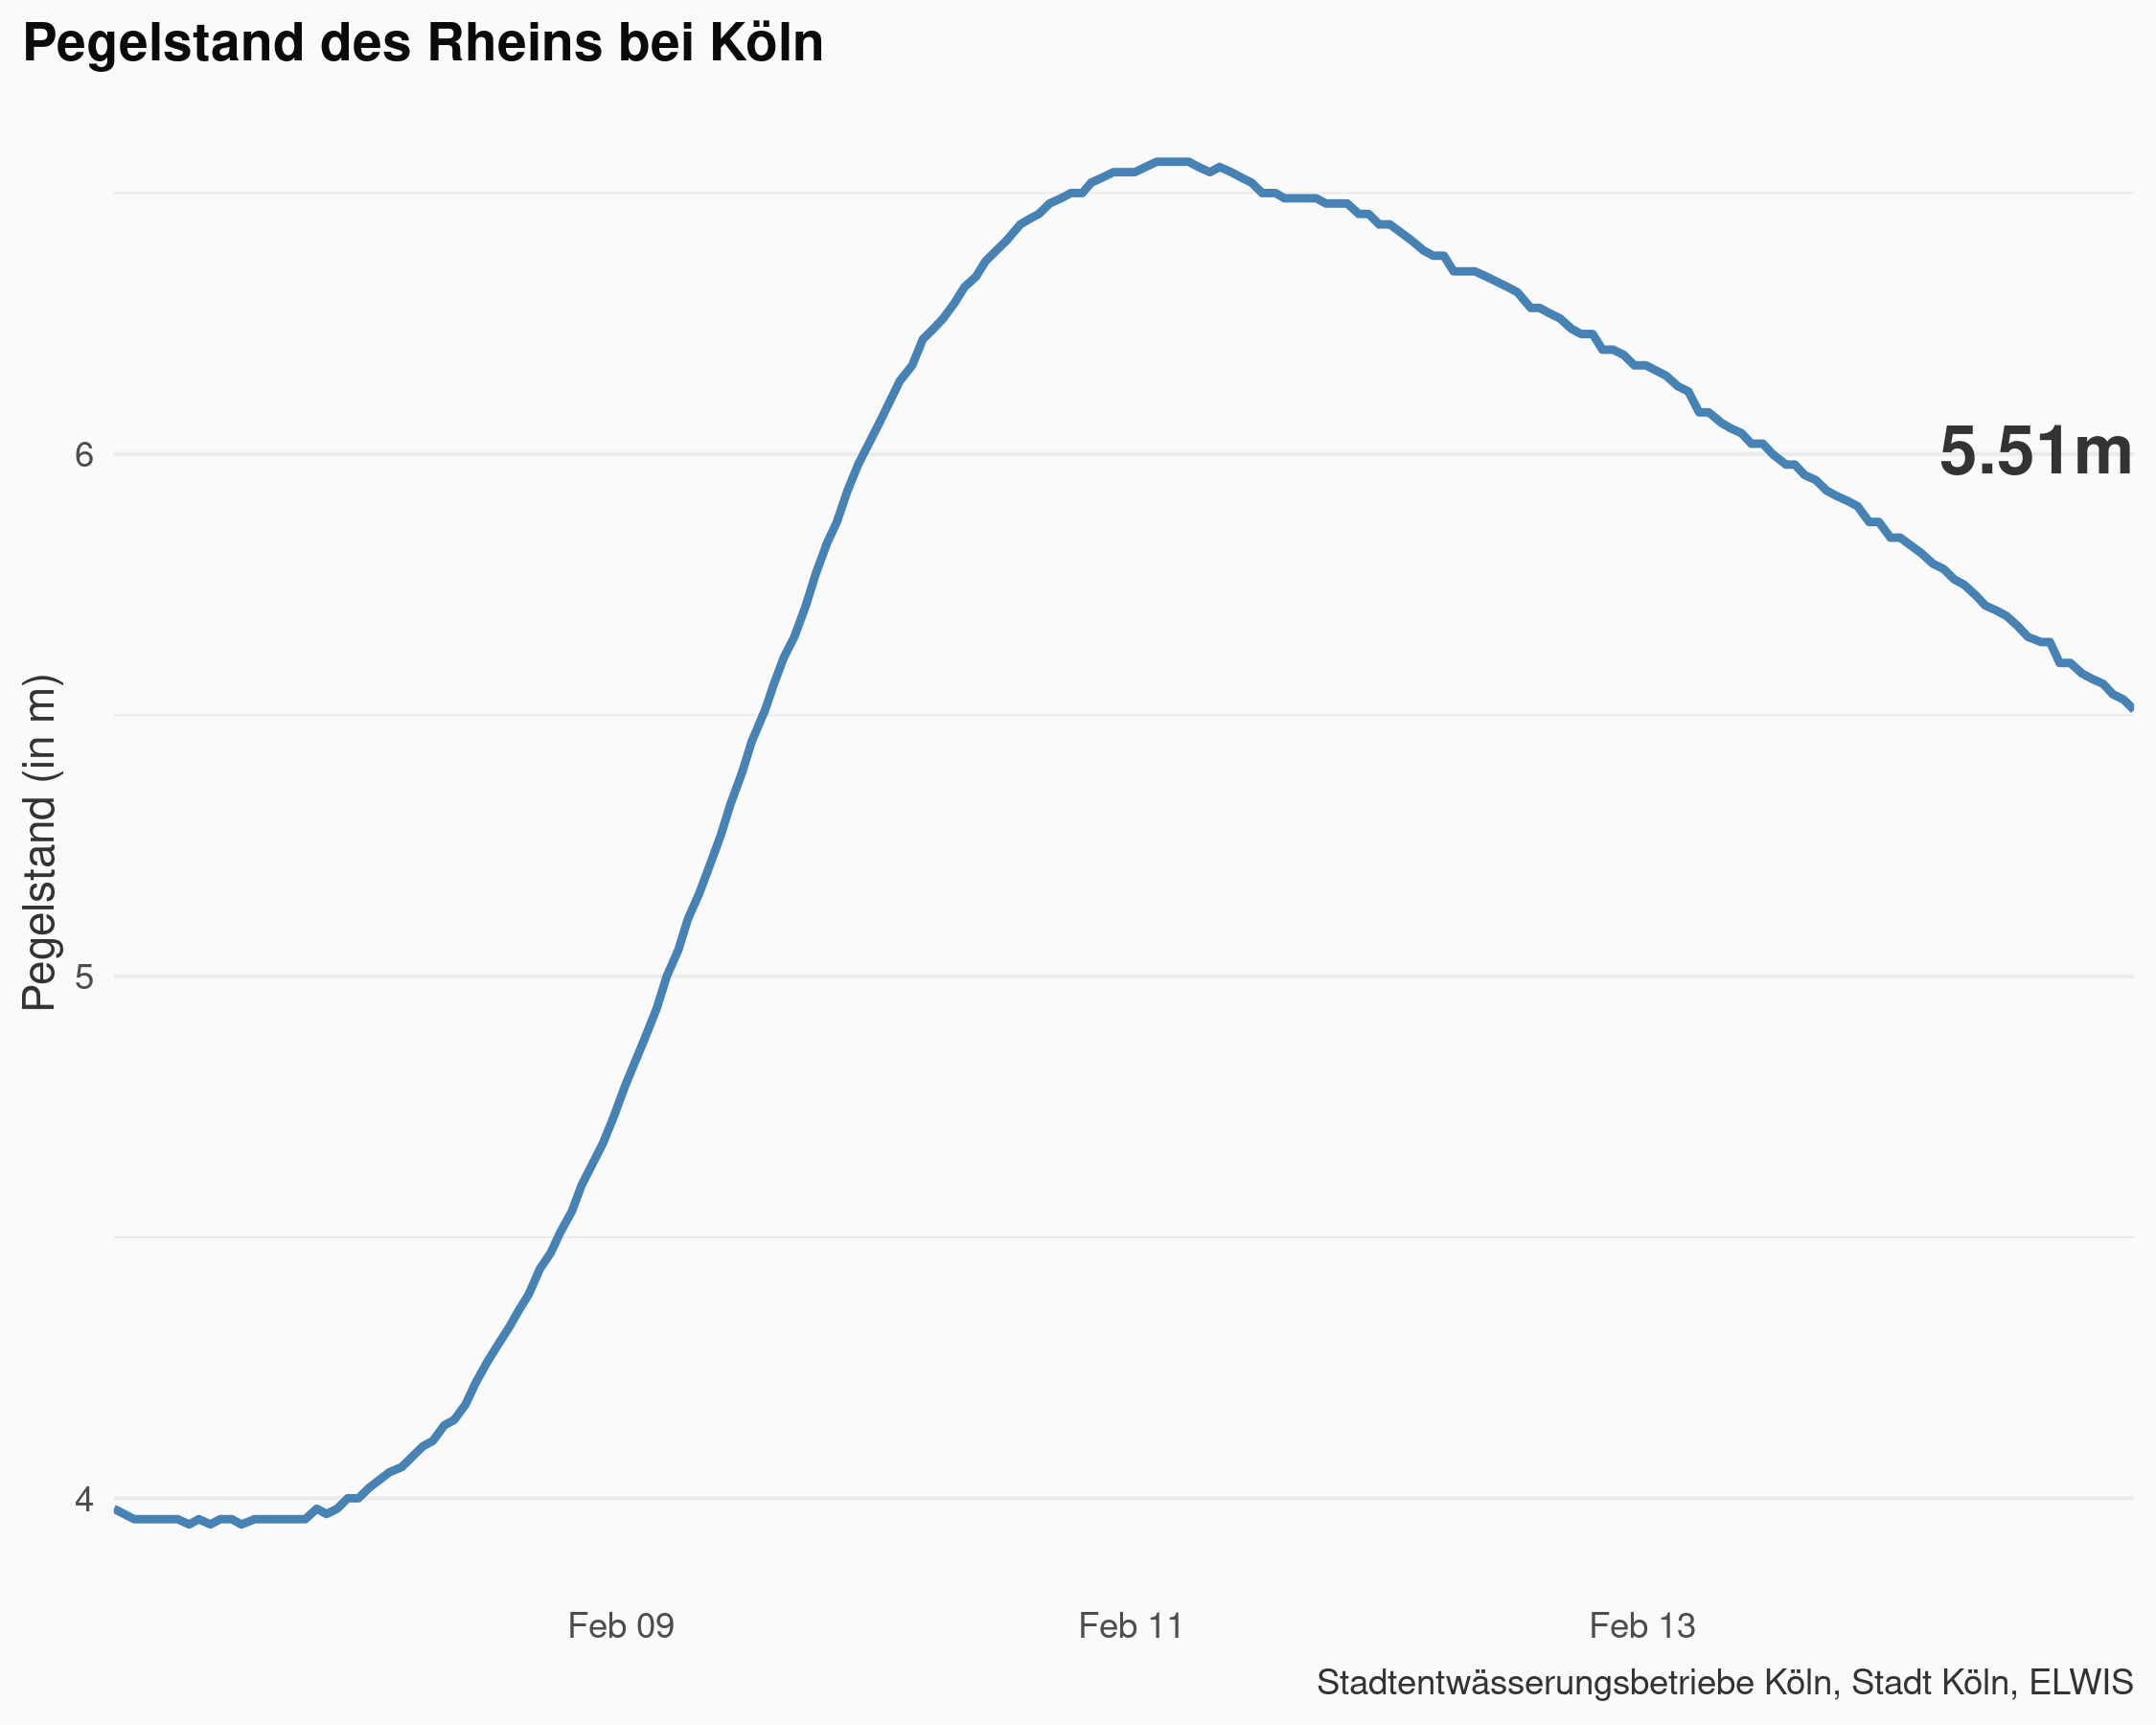 Pegelstand des Rheins bei Köln
Pegelstand (in m)
6
5
4
5.51m
Feb 09
Feb 11
Feb 13
Stadtentwässerungsbetriebe Köln, Stadt Köln, ELWIS